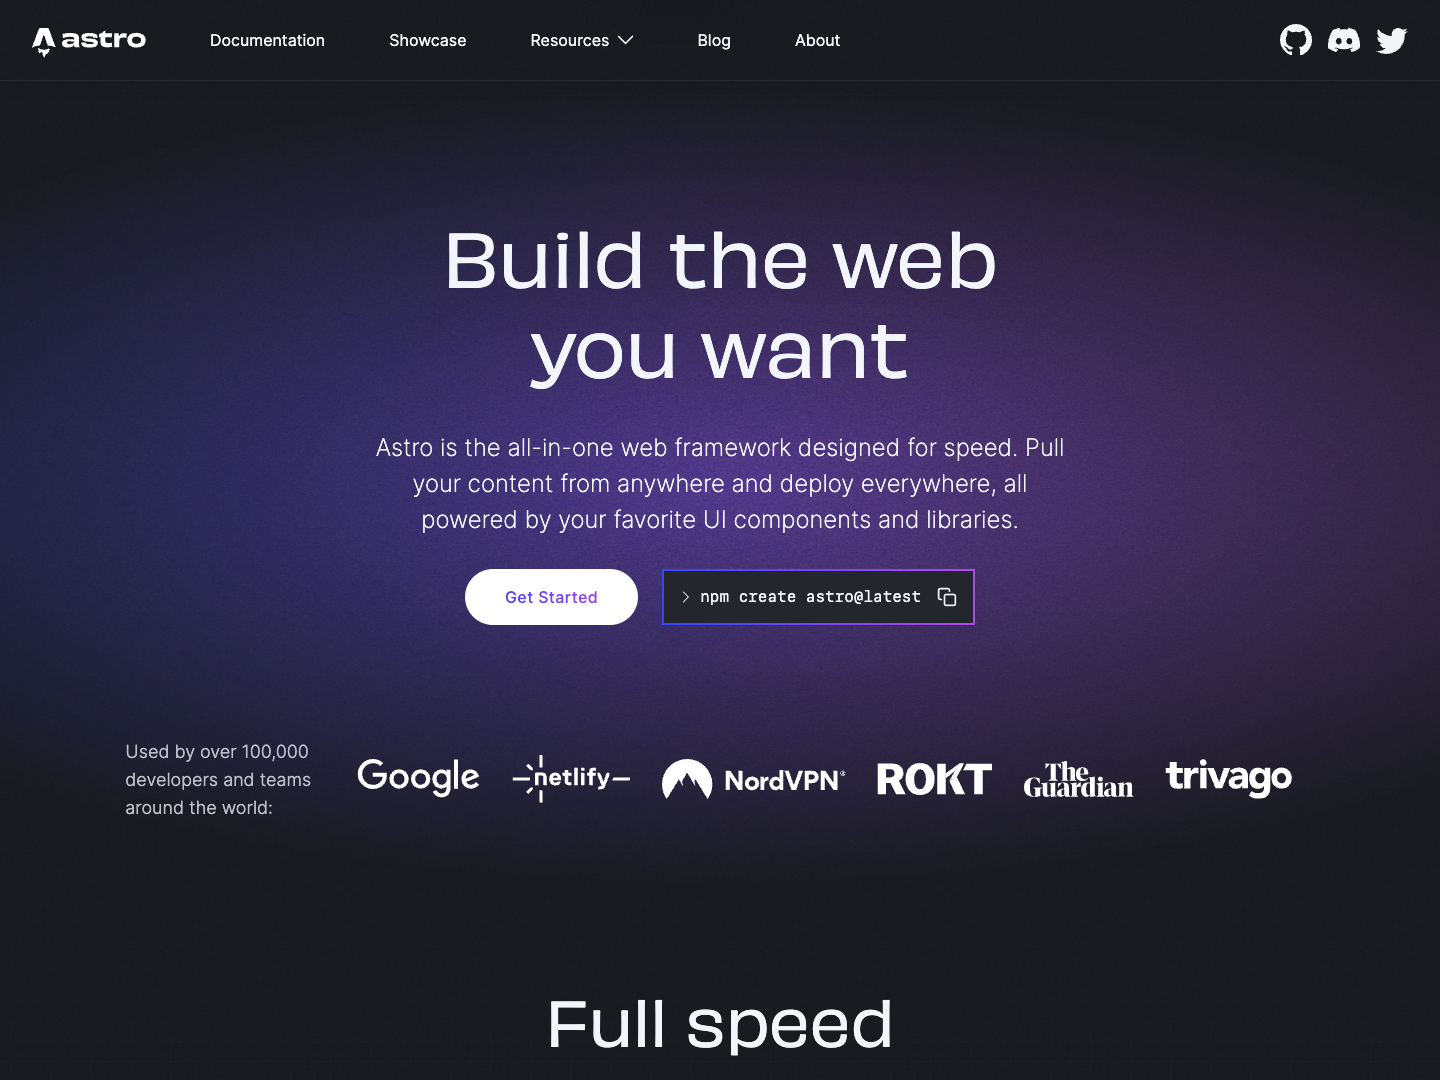 astro
Documentation
Showcase
Resources
Blog
About
Build the web
you want
Astro is the all-in-one web framework designed for speed. Pull
your content from anywhere and deploy everywhere, all
powered by your favorite UI components and libraries.
Get Started
> npm create astro@latest
Used by over 100,000
developers and teams
around the world:
Google
netlify
NordVPN®
ROKT
The
Guardian
trivago
Full speed